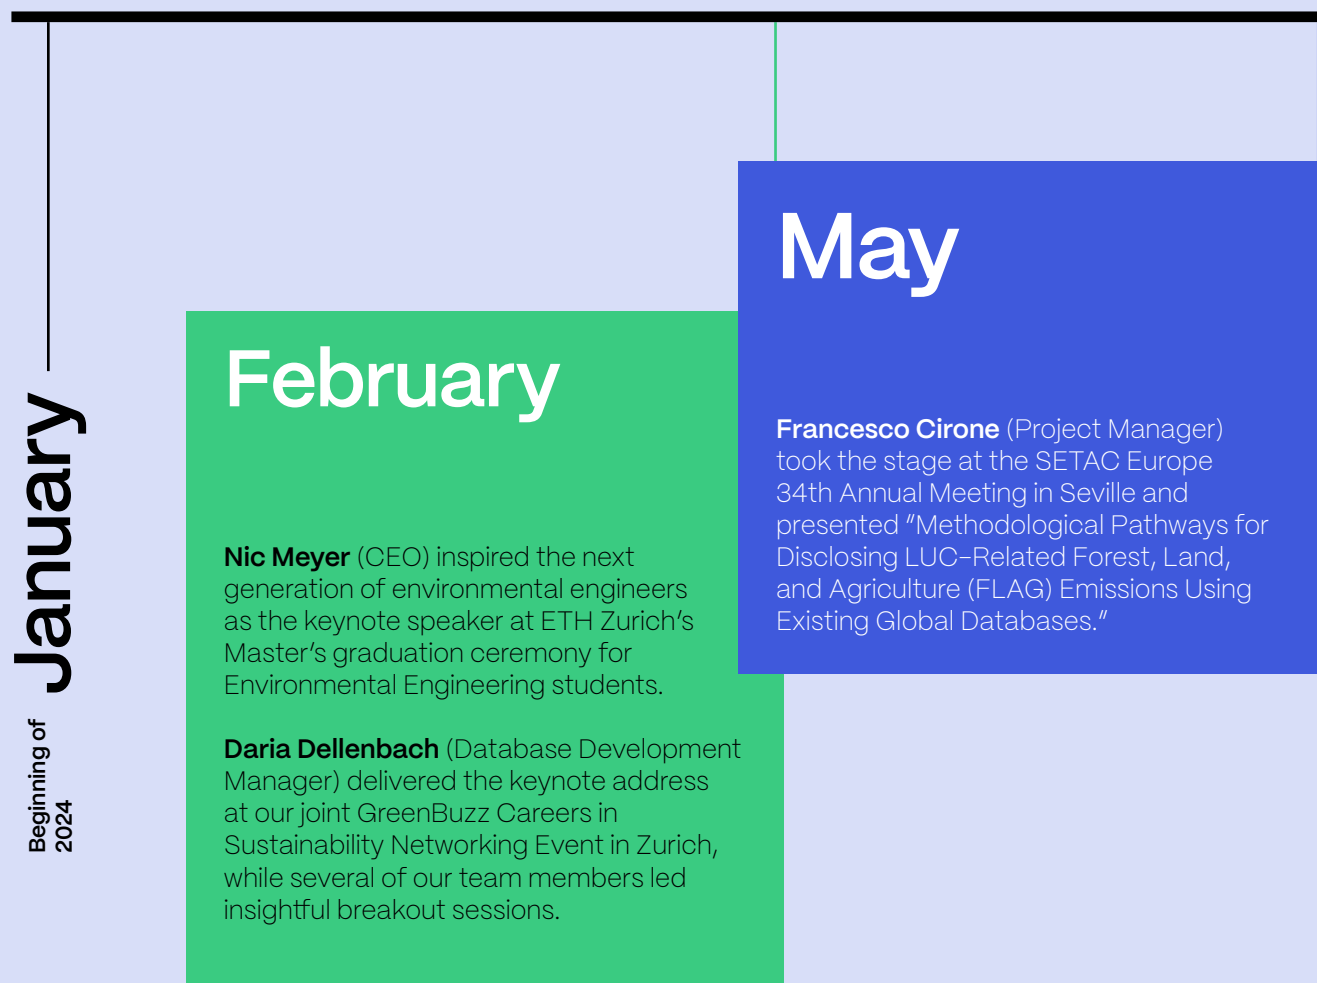 January
Beginning of
2024
February
Nic Meyer (CEO) inspired the next
generation of environmental engineers
as the keynote speaker at ETH Zurich’s
Master’s graduation ceremony for
Environmental Engineering students.
Daria Dellenbach (Database Development
Manager) delivered the keynote address
at our joint GreenBuzz Careers in
Sustainability Networking Event in Zurich,
while several of our team members led
insightful breakout sessions.
May
Francesco Cirone (Project Manager)
took the stage at the SETAC Europe
34th Annual Meeting in Seville and
presented “Methodological Pathways for
Disclosing LUC-Related Forest, Land,
and Agriculture (FLAG) Emissions Using
Existing Global Databases.”